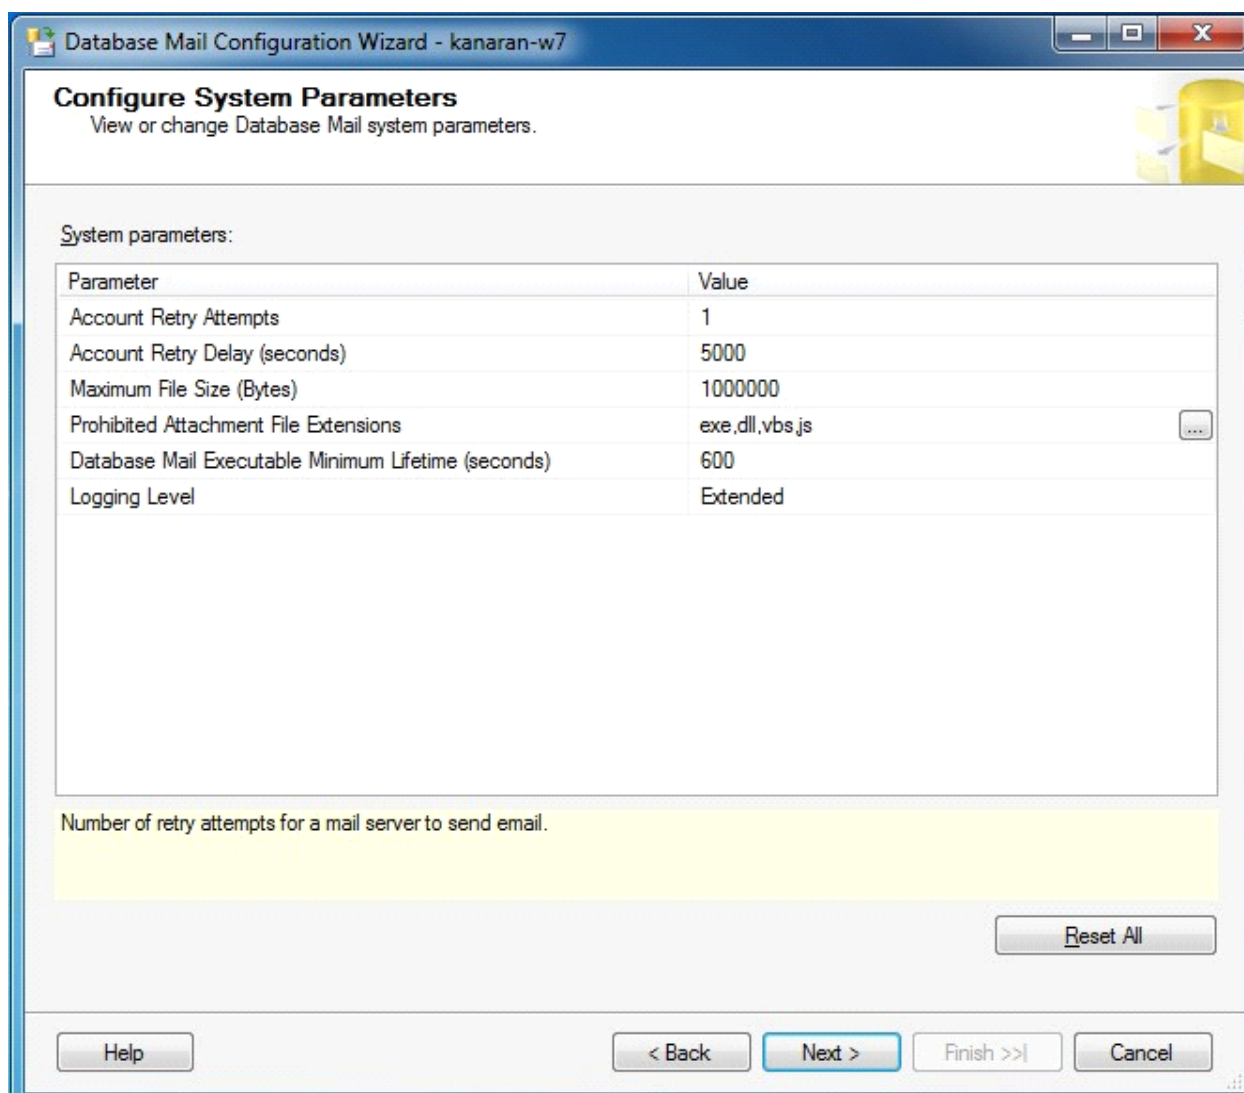 Database Mail Configuration Wizard - kanaran-w7
Configure System Parameters
View or change Database Mail system parameters.
System parameters:
Parameter Value
Account Retry Attempts 1
Account Retry Delay (seconds) 5000
Maximum File Size (Bytes) 1000000
Prohibited Attachment File Extensions exe,dll,vbs,js ...
Database Mail Executable Minimum Lifetime (seconds) 600
Logging Level Extended
Number of retry attempts for a mail server to send email.
Reset All
Help < Back Next > Finish >>| Cancel